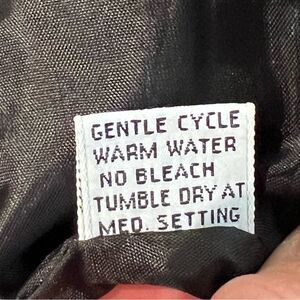 GENTLE CYCLE
WARM WATER
NO BLEACH
TUMBLE DRY AT
MED. SETTING